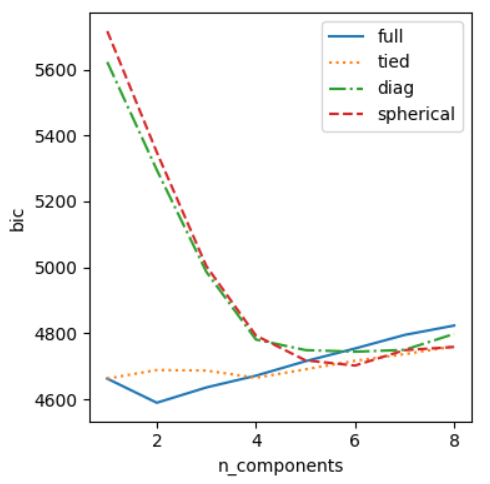 full
tied
diag
spherical
5600
5400
5200
5000
4800
4600
bic
2 4 6 8
n_components